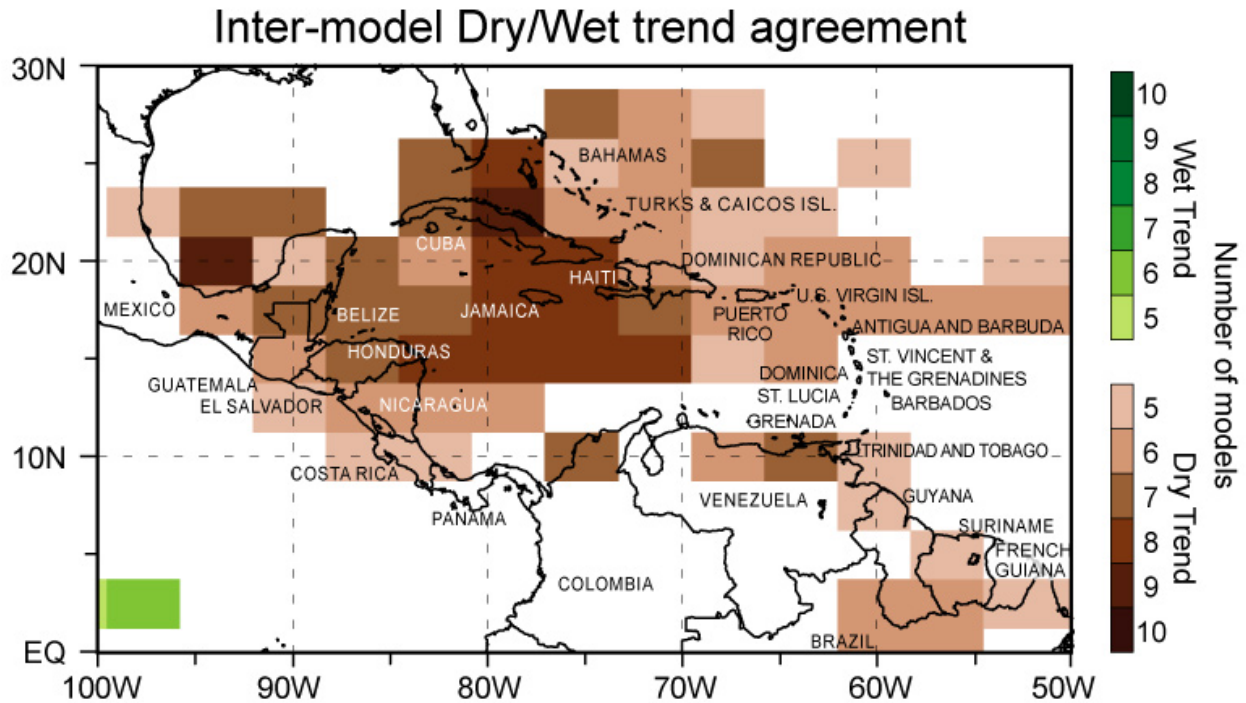 Inter-model Dry/Wet trend agreement
30N
20N
10N
EQ
100W
90W
80W
70W
60W
50W
BAHAMAS
TURKS & CAICOS ISL.
CUBA
DOMINICAN REPUBLIC
HAITI
MEXICO
BELIZE
JAMAICA
U.S. VIRGIN ISL.
PUERTO
RICO
ANTIGUA AND BARBUDA
HONDURAS
ST. VINCENT &
THE GRENADINES
GUATEMALA
DOMINICA
EL SALVADOR
NICARAGUA
ST. LUCIA
BARBADOS
GRENADA
COSTA RICA
TRINIDAD AND TOBAGO
PANAMA
VENEZUELA
GUYANA
SURINAME
FRENCH
GUIANA
COLOMBIA
BRAZIL
10
9
8
7
6
5
Wet Trend
5
6
7
8
9
10
Dry Trend
Number of models